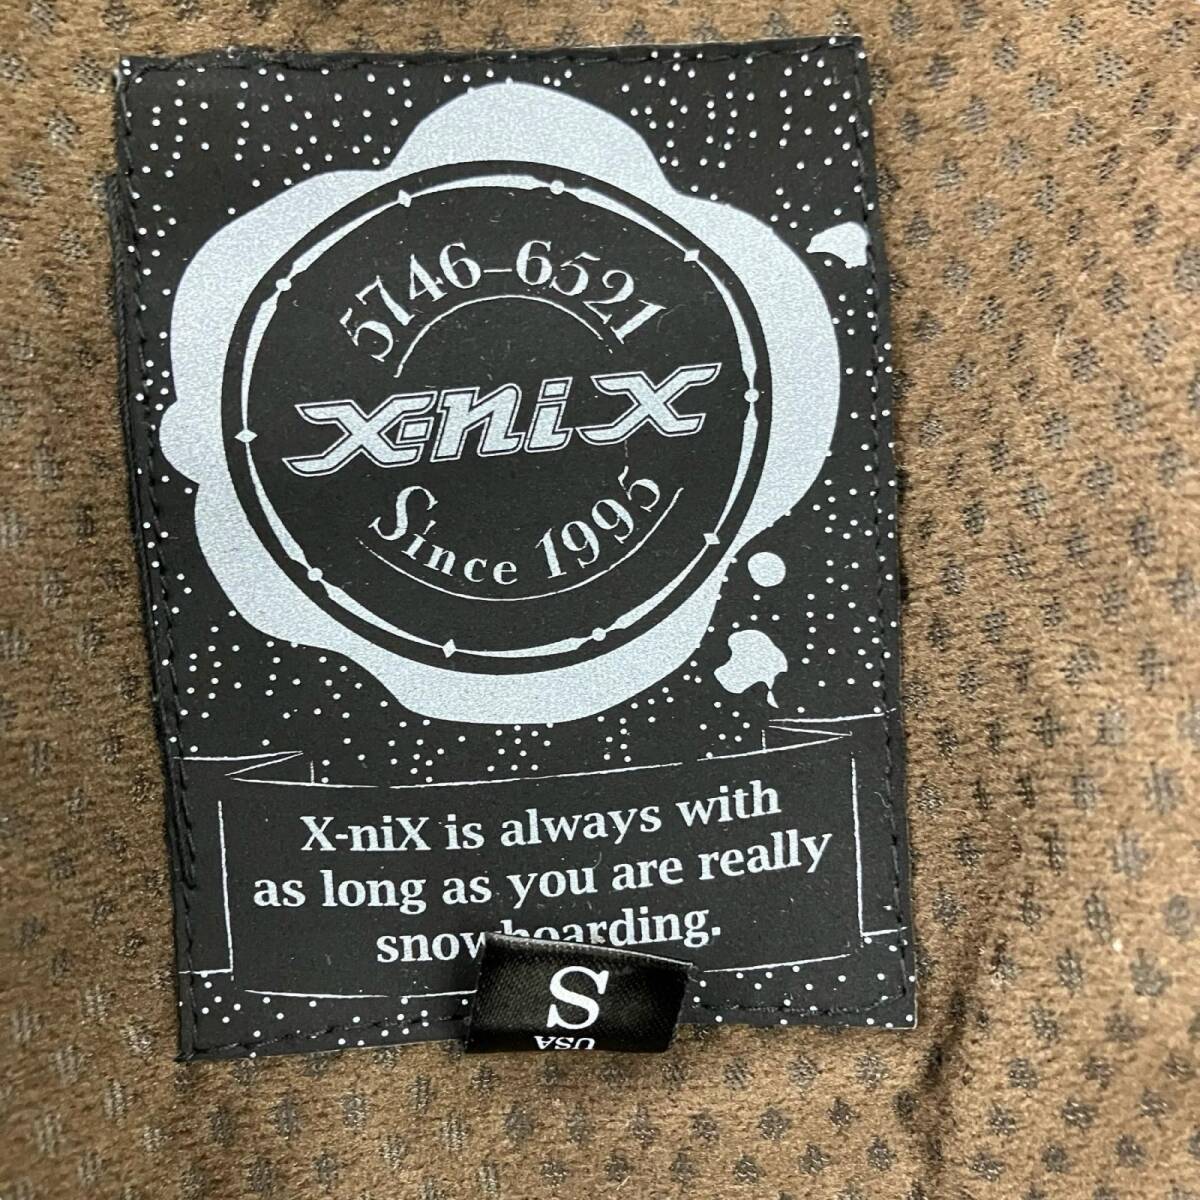 5746-6521
x-nix
Since 1995
X-niX is always with
as long as you are really
snowboarding.
S
USA